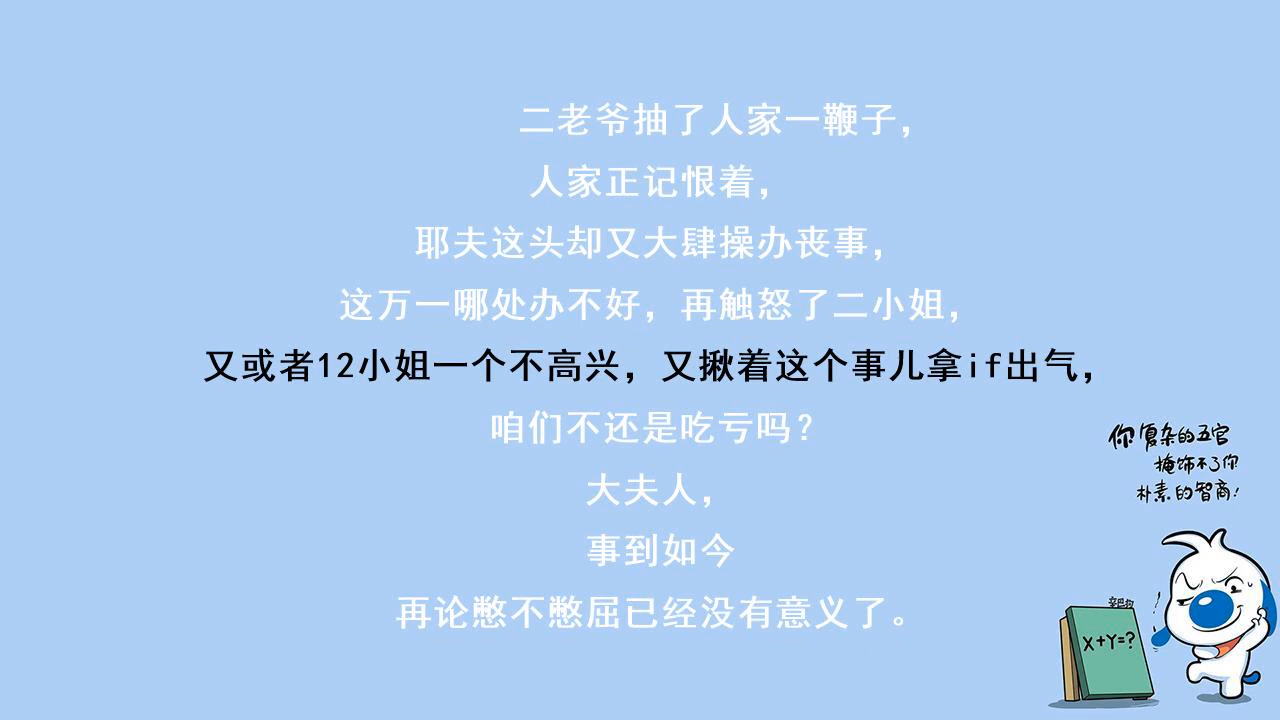 二老爷抽了人家一鞭子，
人家正记恨着，
耶夫这头却又大肆操办丧事，
这万一哪处办不好，再触怒了二小姐，
又或者12小姐一个不高兴，又揪着这个事儿拿if出气，
咱们不还是吃亏吗？
大夫人，
事到如今
再论憋不憋屈已经没有意义了。
你复杂的五官
掩饰不了你
朴素的智商！
X+Y=?